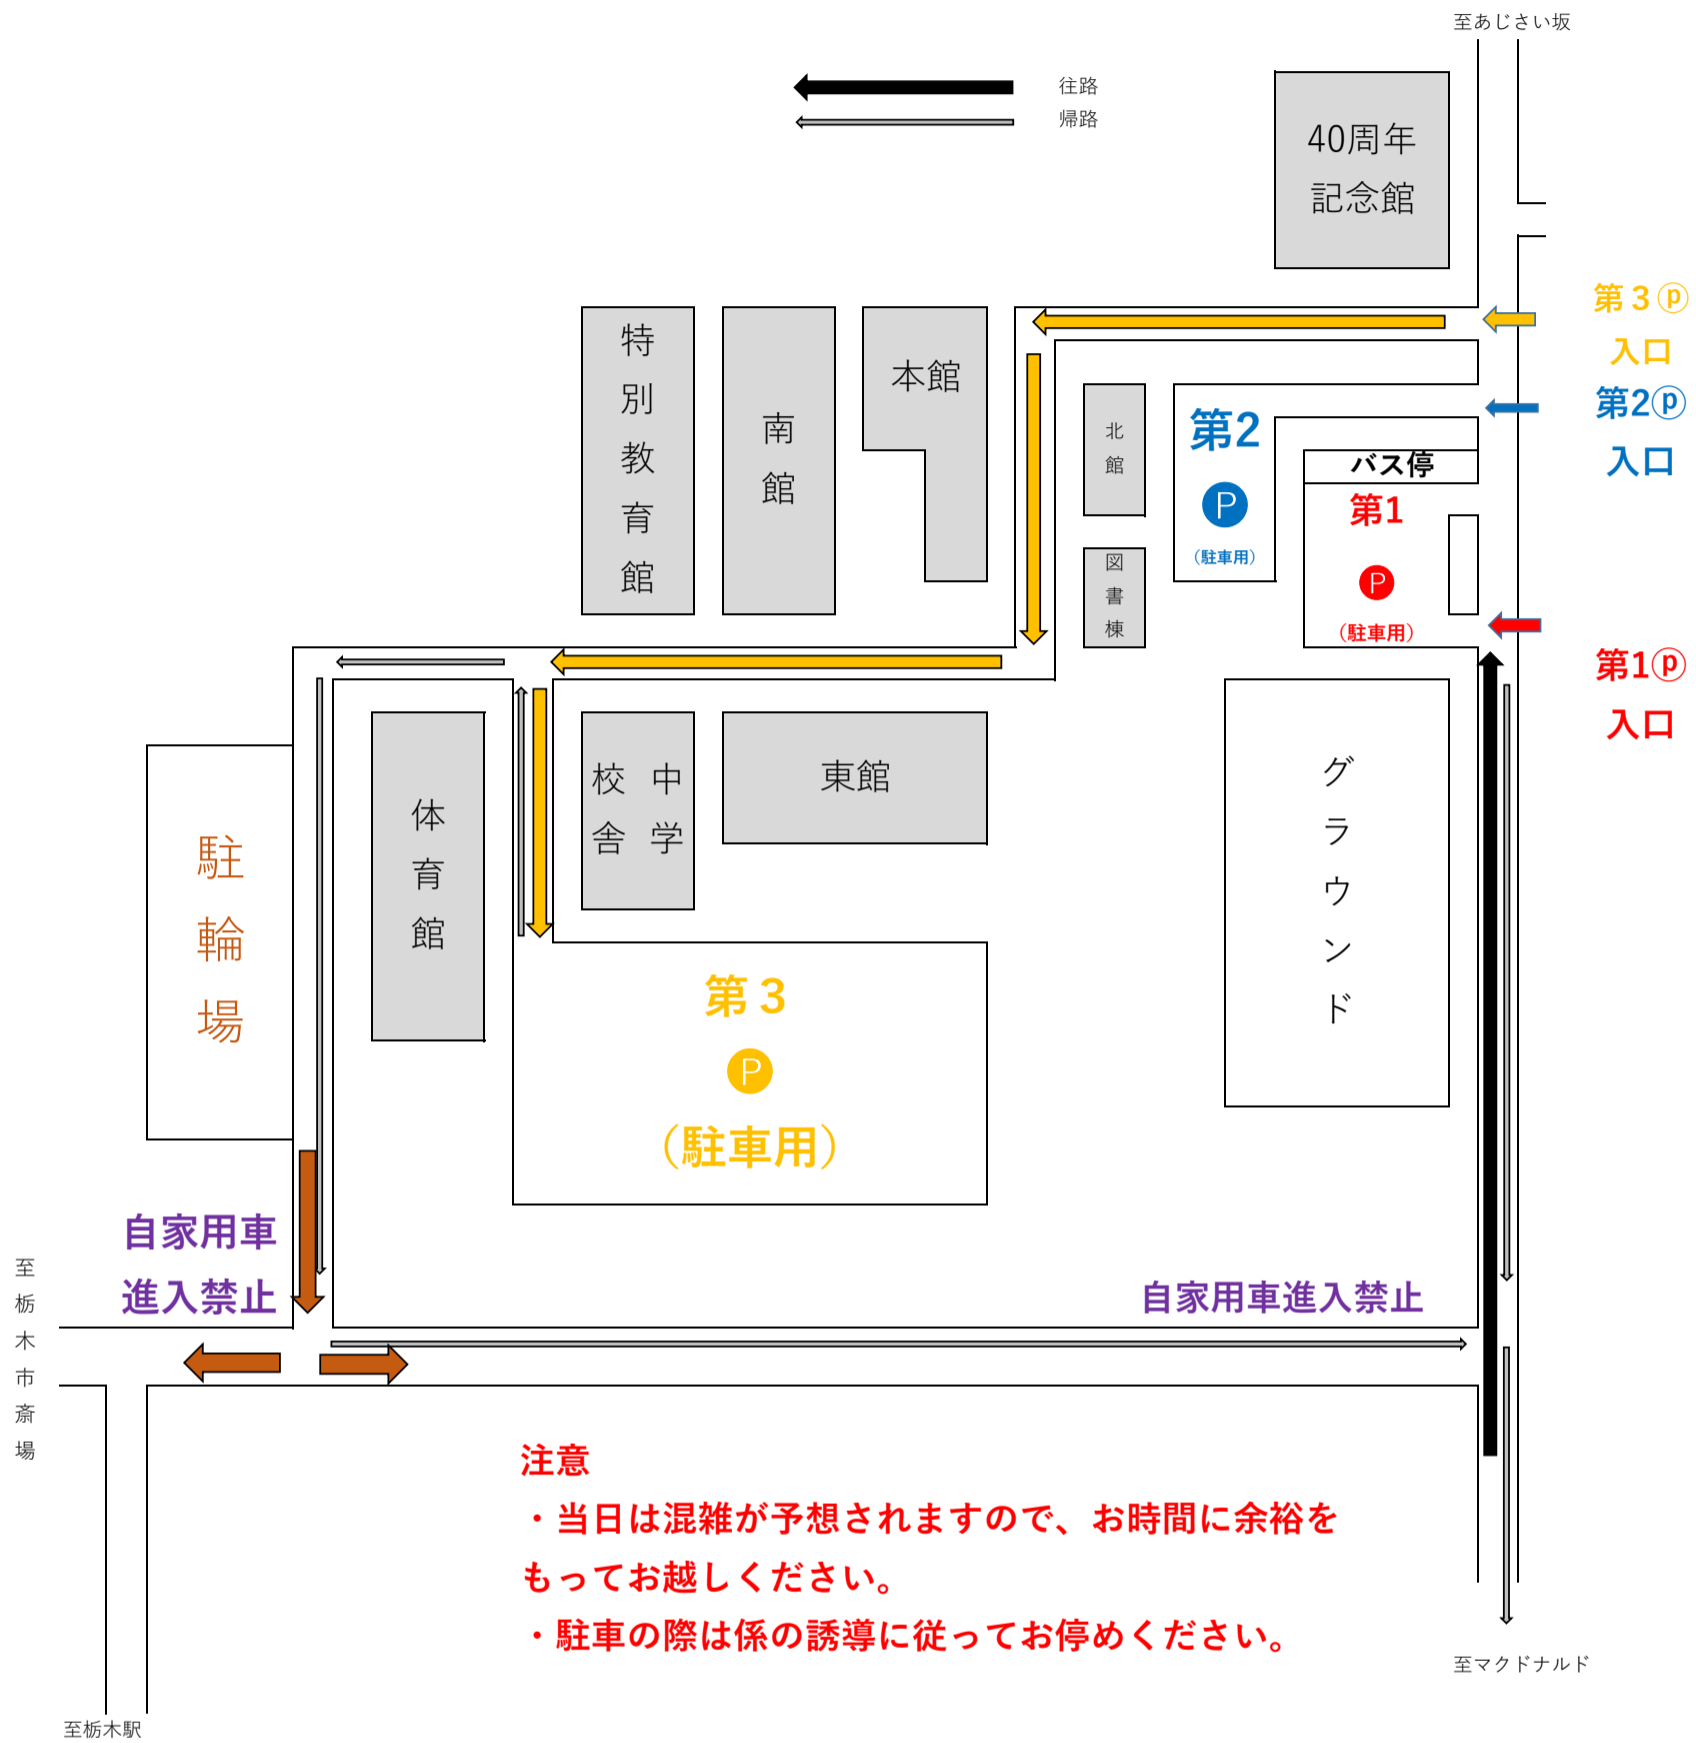 至あじさい坂
往路
帰路
40周年
記念館
第３ⓟ
入口
第2ⓟ
入口
第1ⓟ
入口
特別教育館
南館
本館
北館
図書棟
第2
P
（駐車用）
バス停
第1
P
（駐車用）
駐輪場
体育館
中学
校舎
東館
グラウンド
第３
P
（駐車用）
自家用車
進入禁止
自家用車進入禁止
至栃木市斎場
注意
・当日は混雑が予想されますので、お時間に余裕を
もってお越しください。
・駐車の際は係の誘導に従ってお停めください。
至マクドナルド
至栃木駅